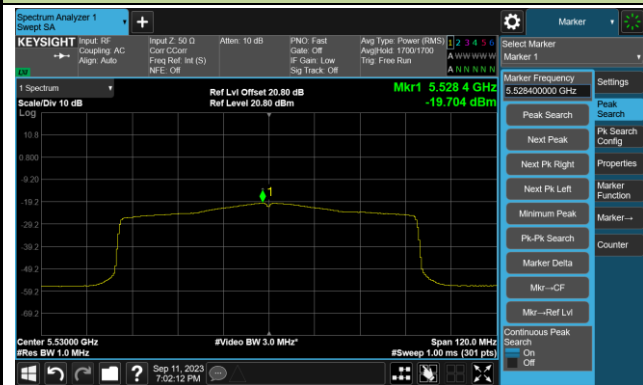 Spectrum Analyzer 1
Swept SA
+
Marker
KEYSIGHT
Input: RF
Coupling: AC
Align: Auto
Input Z: 50 Ω
Corr CCorr
Freq Ref: Int (S)
NFE: Off
Atten: 10 dB
PNO: Fast
Gate: Off
IF Gain: Low
Sig Track: Off
Avg Type: Power (RMS)
Avg|Hold: 1700/1700
Trig: Free Run
1 2 3 4 5 6
A W W W W W
A N N N N N
LXI
Select Marker
Marker 1
1 Spectrum
Scale/Div 10 dB
Log
Ref Lvl Offset 20.80 dB
Ref Level 20.80 dBm
Mkr1 5.528 4 GHz
-19.704 dBm
10.8
0.800
-9.20
-19.2
-29.2
-39.2
-49.2
-59.2
-69.2
1
Center 5.53000 GHz
#Res BW 1.0 MHz
#Video BW 3.0 MHz*
Span 120.0 MHz
#Sweep 1.00 ms (301 pts)
Marker Frequency
5.528400000 GHz
Peak Search
Next Peak
Next Pk Right
Next Pk Left
Minimum Peak
Pk-Pk Search
Marker Delta
Mkr→CF
Mkr→Ref Lvl
Continuous Peak
Search
On
Off
Settings
Peak
Search
Pk Search
Config
Properties
Marker
Function
Marker→
Counter
?
Sep 11, 2023
7:02:12 PM